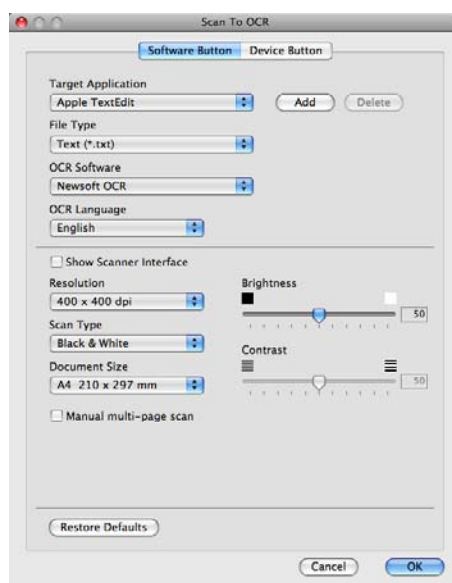 Scan To OCR
Software Button Device Button
Target Application
Apple TextEdit Add Delete
File Type
Text (*.txt)
OCR Software
Newsoft OCR
OCR Language
English
Show Scanner Interface
Resolution Brightness
400 x 400 dpi 50
Scan Type
Black & White
Contrast
Document Size
A4 210 x 297 mm 50
Manual multi-page scan
Restore Defaults
Cancel OK